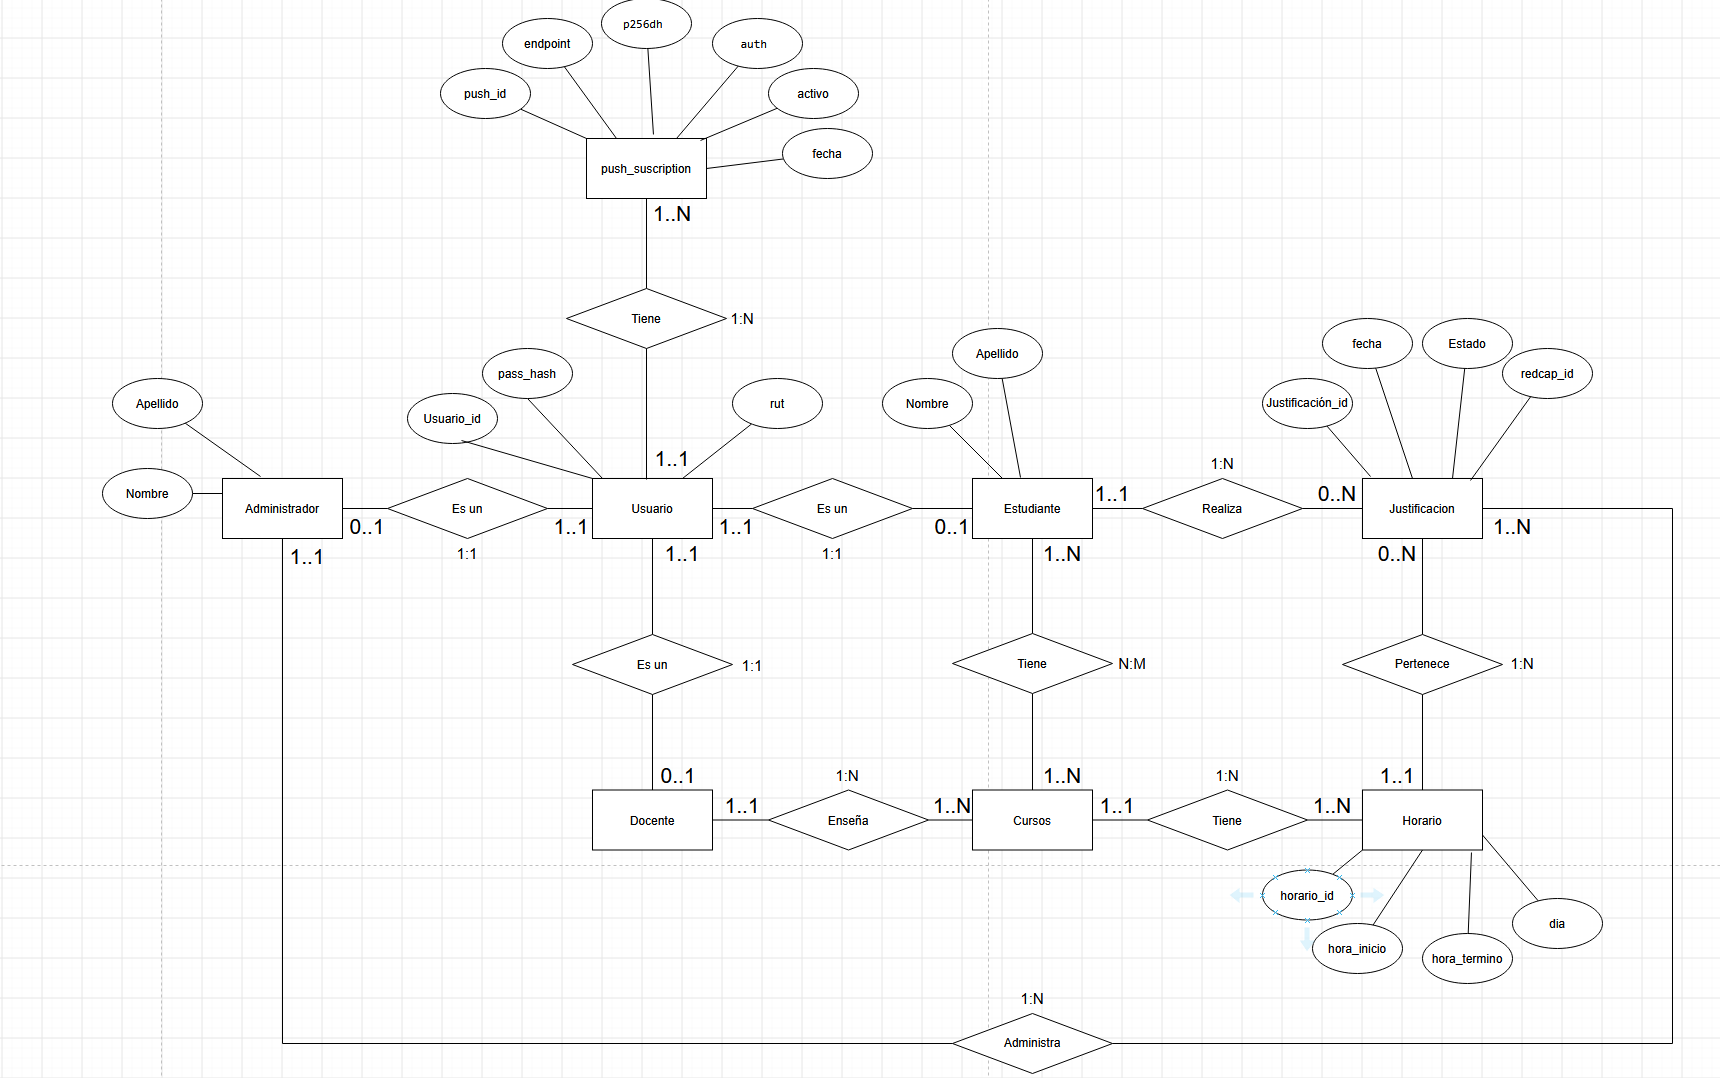 p256dh
endpoint
auth
push_id
activo
fecha
push_suscription
1..N
Tiene
1:N
Apellido
pass_hash
Usuario_id
rut
Nombre
Apellido
Justificación_id
fecha
Estado
redcap_id
Nombre
1..1
1:N
Administrador
0..1
Es un
1:1
1..1
Usuario
1..1
Es un
1:1
0..1
Estudiante
1..1
Realiza
0..N
Justificacion
1..N
1..1
1..1
1..N
0..N
Es un
1:1
Tiene
N:M
Pertenece
1:N
0..1
1:N
1..N
1:N
1..1
Docente
1..1
Enseña
1..N
Cursos
1..1
Tiene
1..N
Horario
horario_id
hora_inicio
hora_termino
dia
1:N
Administra